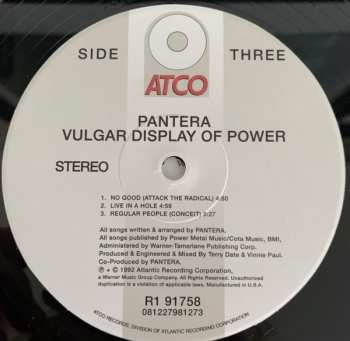 SIDE THREE
ATCO
PANTERA
VULGAR DISPLAY OF POWER
STEREO
1. NO GOOD (ATTACK THE RADICAL) 4:50
2. LIVE IN A HOLE 4:59
3. REGULAR PEOPLE (CONCEIT) 5:27
All songs written & arranged by PANTERA.
All songs published by Power Metal Music/Cota Music, BMI,
Administered by Warner-Tamerlane Publishing Corp.
Produced & Engineered & Mixed By Terry Date & Vinnie Paul.
Co-Produced by PANTERA.
℗ + © 1992 Atlantic Recording Corporation,
a Warner Music Group Company. All Rights Reserved. Unauthorized
duplication is a violation of applicable laws. Manufactured in U.S.A.
R1 91758
081227981273
ATCO RECORDS, DIVISION OF ATLANTIC RECORDING CORPORATION